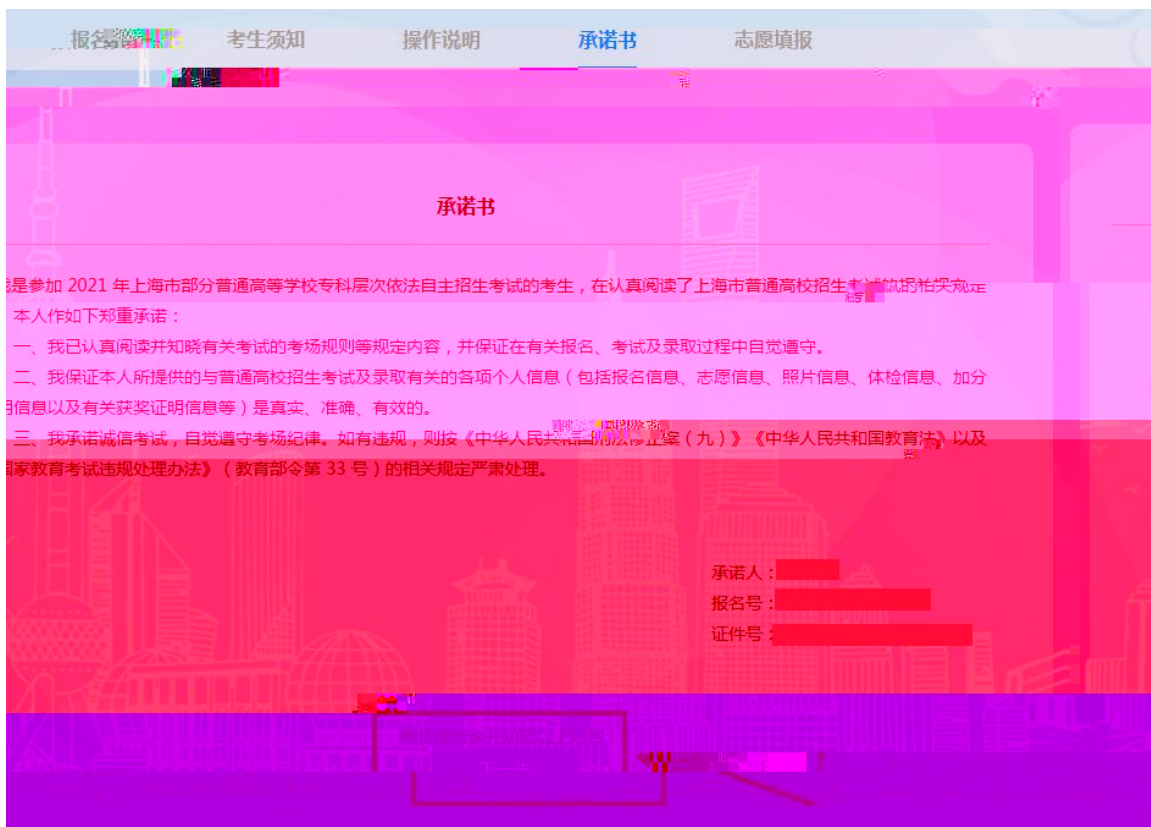 报名 考生须知 操作说明 承诺书 志愿填报
承诺书
是参加 2021 年上海市部分普通高等学校专科层次依法自主招生考试的考生，在认真阅读了上海市普通高校招生
本人作如下郑重承诺：
一、我已认真阅读并知晓有关考试的考场规则等规定内容，并保证在有关报名、考试及录取过程中自觉遵守。
二、我保证本人所提供的与普通高校招生考试及录取有关的各项个人信息（包括报名信息、志愿信息、照片信息、体检信息、加分
信息以及有关获奖证明信息等）是真实、准确、有效的。
三、我承诺诚信考试，自觉遵守考场纪律。如有违规，则按《中华人民共和国刑法修正案（九）》《中华人民共和国教育法》以及
国家教育考试违规处理办法》（教育部令第 33 号）的相关规定严肃处理。
承诺人：
报名号：
证件号：